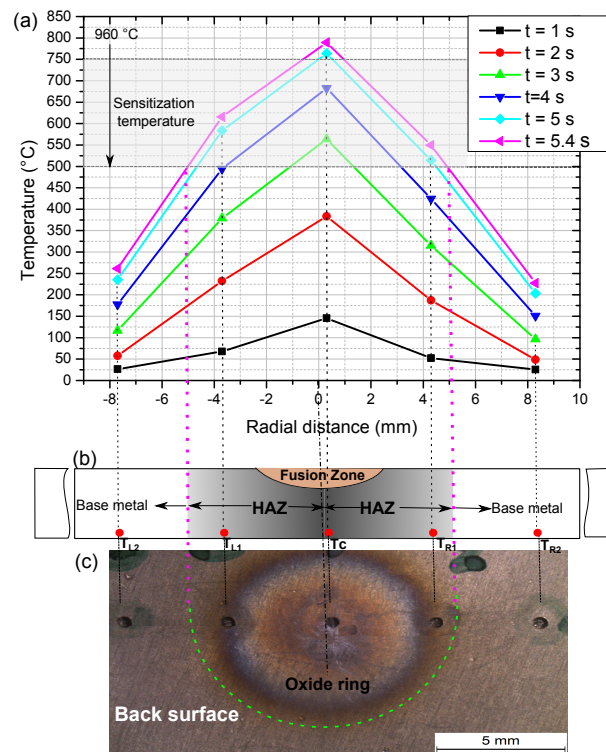 (a)
850
800
750
700
650
600
550
500
450
400
350
300
250
200
150
100
50
0
Temperature (°C)
960 °C
Sensitization
temperature
t = 1 s
t = 2 s
t = 3 s
t=4 s
t = 5 s
t = 5.4 s
-8 -6 -4 -2 0 2 4 6 8 10
Radial distance (mm)
(b)
Fusion Zone
Base metal HAZ HAZ Base metal
TL2 TL1 TC TR1 TR2
(c)
Oxide ring
Back surface
5 mm